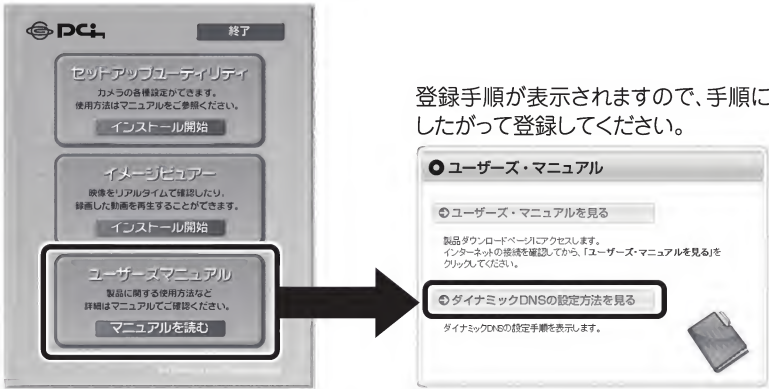 PCi
終了
セットアップユーティリティ
カメラの各種設定ができます。
使用方法はマニュアルをご参照ください。
インストール開始
イメージビュアー
映像をリアルタイムで確認したり、
録画した動画を再生することができます。
インストール開始
ユーザーズマニュアル
製品に関する使用方法など
詳細はマニュアルでご確認ください。
マニュアルを読む
登録手順が表示されますので、手順に
したがって登録してください。
ユーザーズ・マニュアル
ユーザーズ・マニュアルを見る
製品ダウンロードページにアクセスします。
インターネットの接続を確認してから、「ユーザーズ・マニュアルを見る」を
クリックしてください。
ダイナミックDNSの設定方法を見る
ダイナミックDNSの設定手順を表示します。